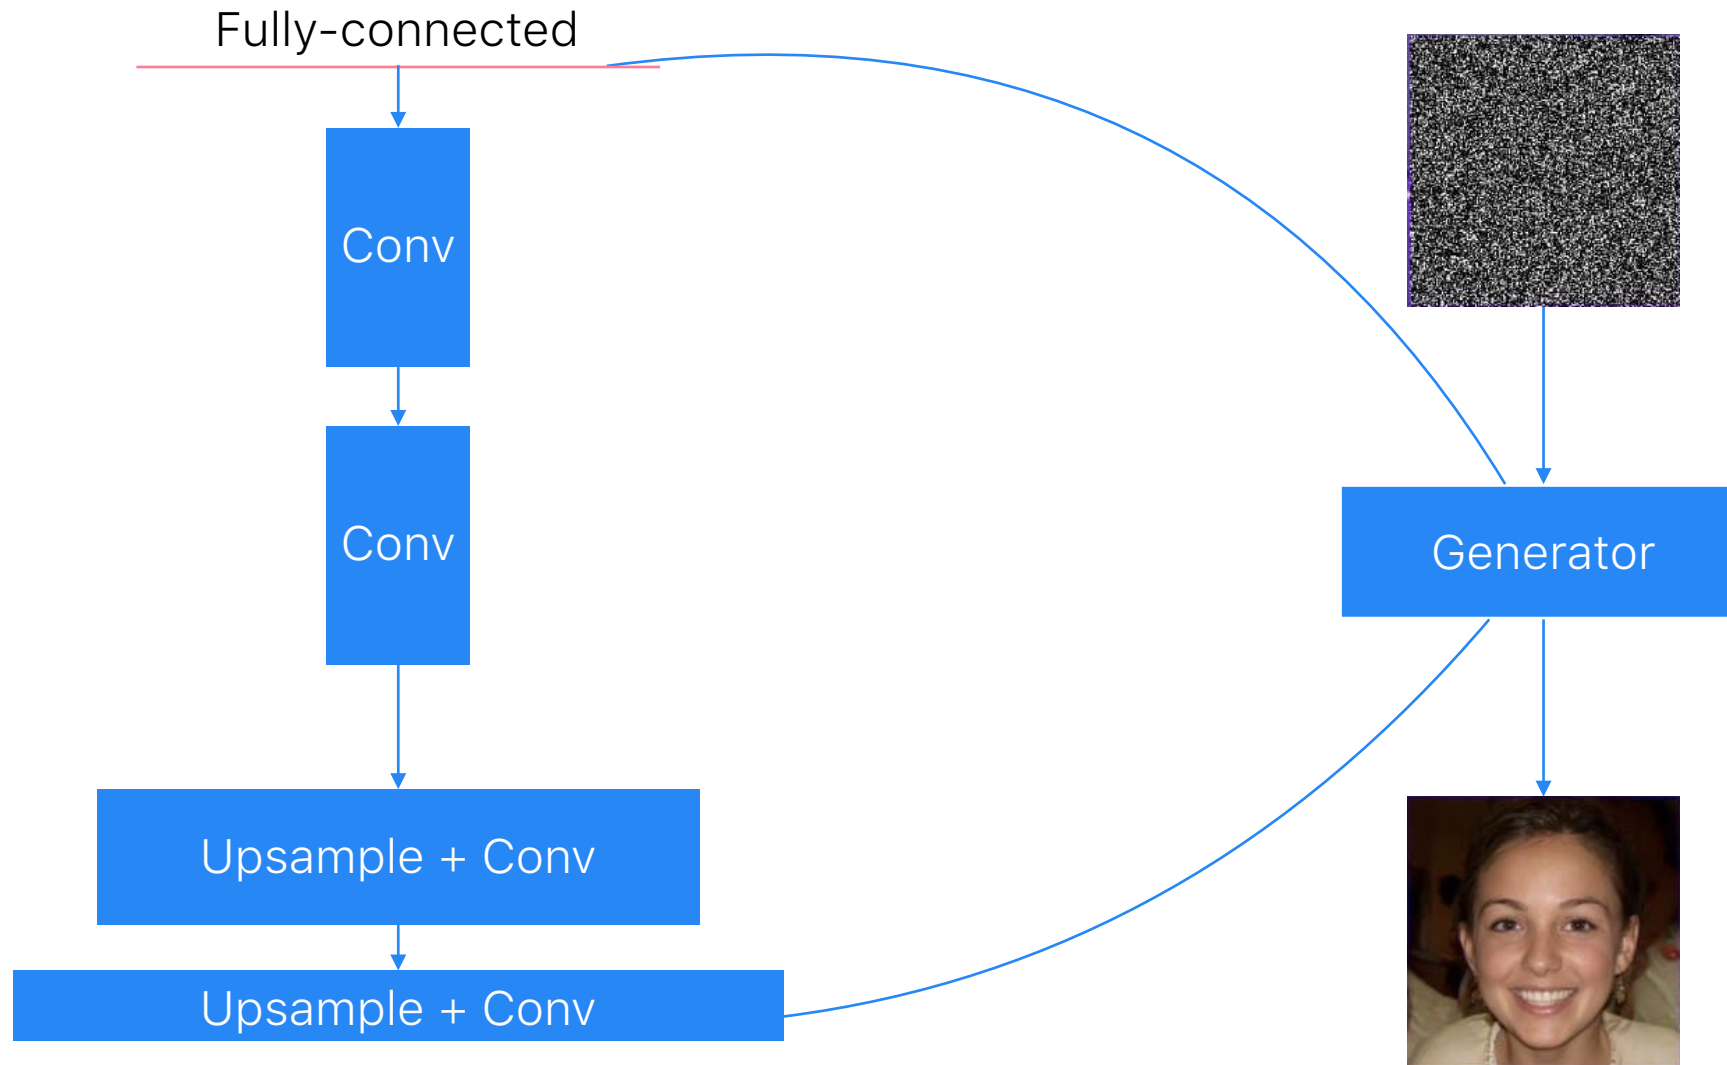 Fully-connected
Conv
Conv
Generator
Upsample + Conv
Upsample + Conv